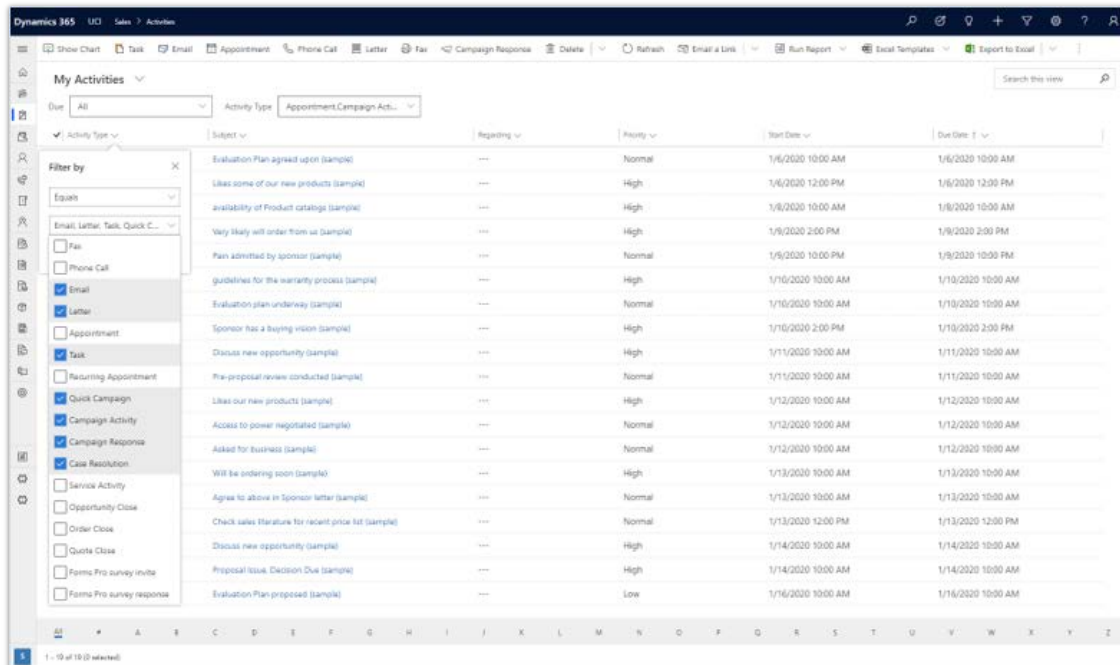 Dynamics 365 UCI Sales > Activities
Show Chart Task Email Appointment Phone Call Letter Fax Campaign Response Delete Refresh Email a Link Run Report Excel Templates Export to Excel
My Activities Search this view
Due All Activity Type Appointment,Campaign Acti...
Activity Type Subject Regarding Priority Start Date Due Date ↑
Filter by
Equals
Email, Letter, Task, Quick C...
Fax
Phone Call
Email
Letter
Appointment
Task
Recurring Appointment
Quick Campaign
Campaign Activity
Campaign Response
Case Resolution
Service Activity
Opportunity Close
Order Close
Quote Close
Forms Pro survey invite
Forms Pro survey response
Evaluation Plan agreed upon (sample) --- Normal 1/6/2020 10:00 AM 1/6/2020 10:00 AM
Likes some of our new products (sample) --- High 1/6/2020 12:00 PM 1/6/2020 12:00 PM
availability of Product catalogs (sample) --- High 1/8/2020 10:00 AM 1/8/2020 10:00 AM
Very likely will order from us (sample) --- High 1/9/2020 2:00 PM 1/9/2020 2:00 PM
Pain admitted by sponsor (sample) --- Normal 1/9/2020 10:00 PM 1/9/2020 10:00 PM
guidelines for the warranty process (sample) --- High 1/10/2020 10:00 AM 1/10/2020 10:00 AM
Evaluation plan underway (sample) --- Normal 1/10/2020 10:00 AM 1/10/2020 10:00 AM
Sponsor has a buying vision (sample) --- High 1/10/2020 2:00 PM 1/10/2020 2:00 PM
Discuss new opportunity (sample) --- High 1/11/2020 10:00 AM 1/11/2020 10:00 AM
Pre-proposal review conducted (sample) --- Normal 1/11/2020 10:00 AM 1/11/2020 10:00 AM
Likes our new products (sample) --- High 1/12/2020 10:00 AM 1/12/2020 10:00 AM
Access to power negotiated (sample) --- Normal 1/12/2020 10:00 AM 1/12/2020 10:00 AM
Asked for business (sample) --- Normal 1/12/2020 10:00 AM 1/12/2020 10:00 AM
Will be ordering soon (sample) --- High 1/13/2020 10:00 AM 1/13/2020 10:00 AM
Agree to above in Sponsor letter (sample) --- Normal 1/13/2020 10:00 AM 1/13/2020 10:00 AM
Check sales literature for recent price list (sample) --- Normal 1/13/2020 12:00 PM 1/13/2020 12:00 PM
Discuss new opportunity (sample) --- High 1/14/2020 10:00 AM 1/14/2020 10:00 AM
Proposal Issue, Decision Due (sample) --- High 1/14/2020 10:00 AM 1/14/2020 10:00 AM
Evaluation Plan proposed (sample) --- Low 1/16/2020 10:00 AM 1/16/2020 10:00 AM
All # A B C D E F G H I J K L M N O P Q R S T U V W X Y Z
S 1 - 19 of 19 (0 selected)